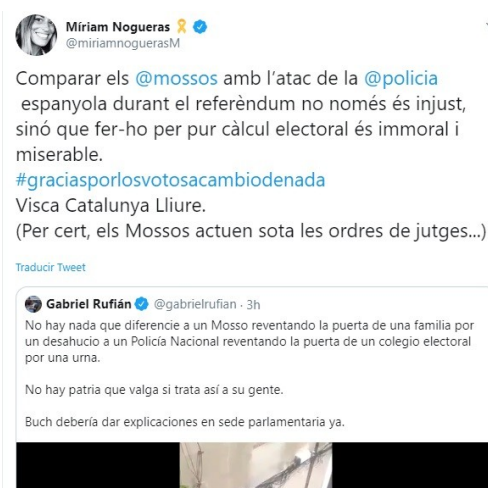 Míriam Nogueras 🎗️
@miriamnoguerasM
Comparar els @mossos amb l'atac de la @policia
espanyola durant el referèndum no només és injust,
sinó que fer-ho per pur càlcul electoral és immoral i
miserable.
#graciasporlosvotosacambiodenada
Visca Catalunya Lliure.
(Per cert, els Mossos actuen sota les ordres de jutges...)
Traducir Tweet
Gabriel Rufián @gabrielrufian · 3h
No hay nada que diferencie a un Mosso reventando la puerta de una familia por
un desahucio a un Policía Nacional reventando la puerta de un colegio electoral
por una urna.
No hay patria que valga si trata así a su gente.
Buch debería dar explicaciones en sede parlamentaria ya.